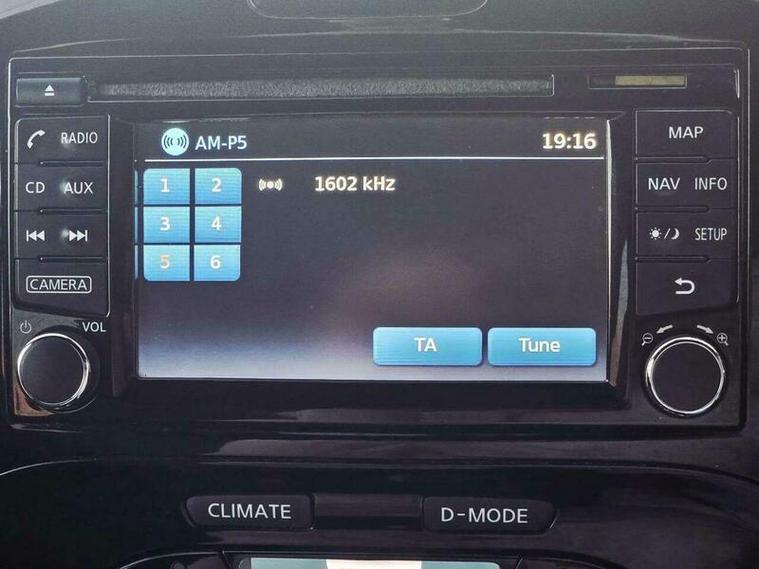 AM-P5 19:16
RADIO
MAP
CD AUX
1 2 1602 kHz
NAV INFO
3 4
SETUP
CAMERA
5 6
VOL
TA Tune
CLIMATE D-MODE